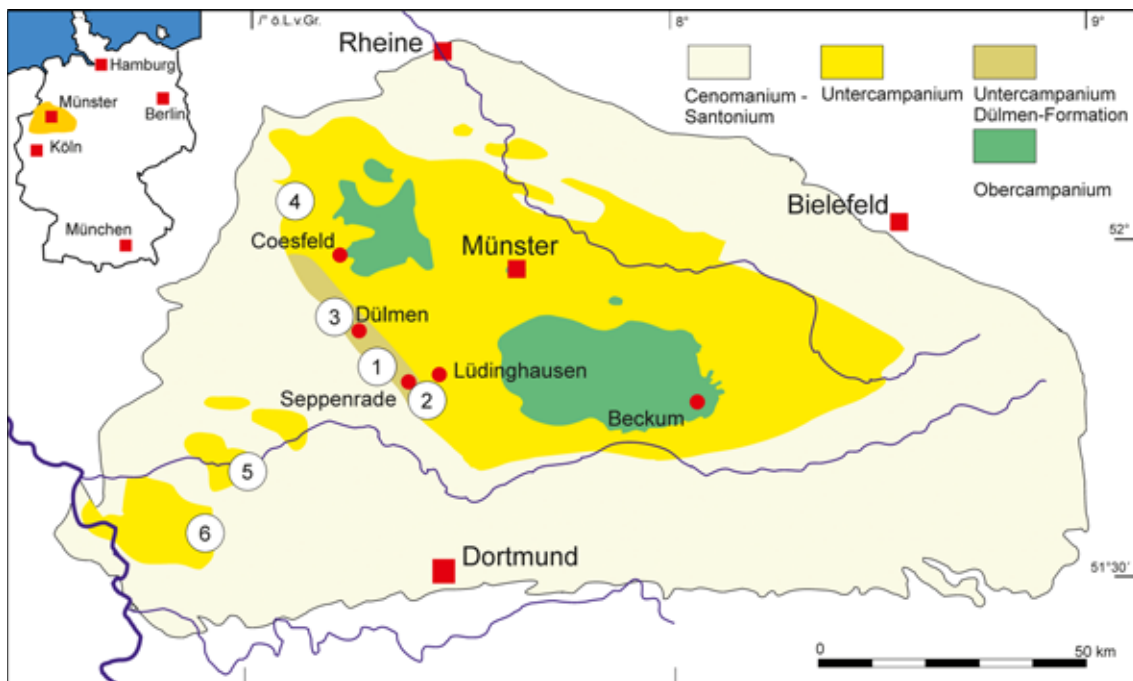 /° ö.L.v.Gr.
8°
9°
Hamburg
Münster
Berlin
Köln
München
Rheine
Cenomanium -
Santonium
Untercampanium
Untercampanium
Dülmen-Formation
Obercampanium
Bielefeld
52°
4
Coesfeld
Münster
3
Dülmen
1
Lüdinghausen
Seppenrade
2
Beckum
5
6
Dortmund
51°30'
0
50 km